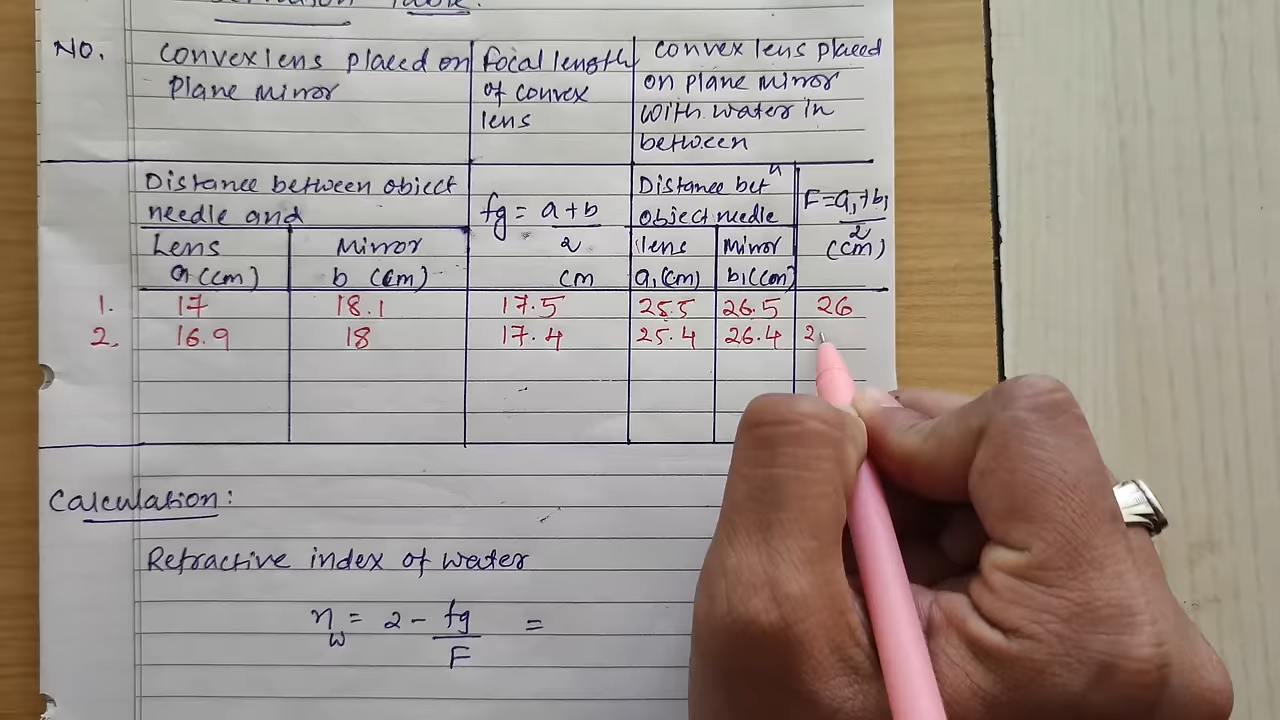 Table.
No.
Convex lens placed on
Plane Mirror
focal length
of convex
lens
Convex lens placed
on plane mirror
with water in
between
Distance between object
needle and
fg = a+b
2
cm
Distance bet^n
object needle
F = a1+b1
2
(cm)
Lens
a (cm)
Mirror
b (cm)
lens
a1(cm)
Mirror
b1(cm)
1. 17 18.1 17.5 25.5 26.5 26
2. 16.9 18 17.4 25.4 26.4 2
Calculation:
Refractive index of water
nw = 2 - fg =
F